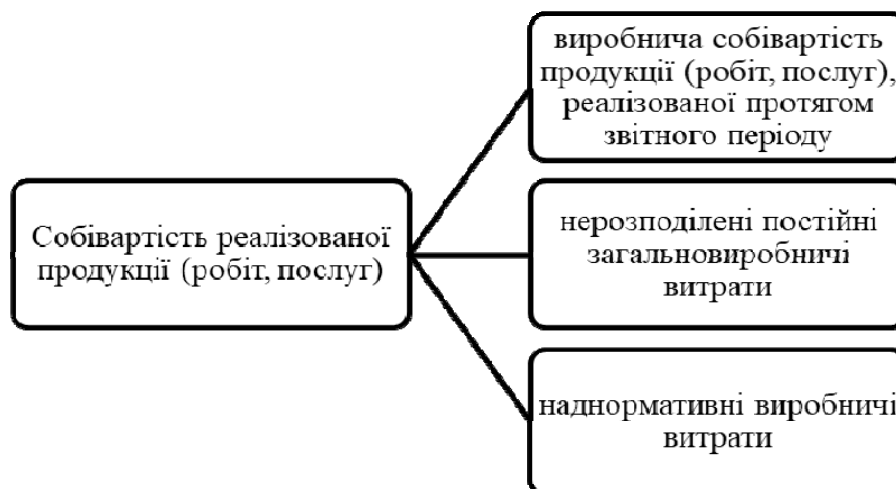 Собівартість реалізованої
продукції (робіт, послуг)
виробнича собівартість
продукції (робіт, послуг),
реалізованої протягом
звітного періоду
нерозподілені постійні
загальновиробничі
витрати
наднормативні виробничі
витрати